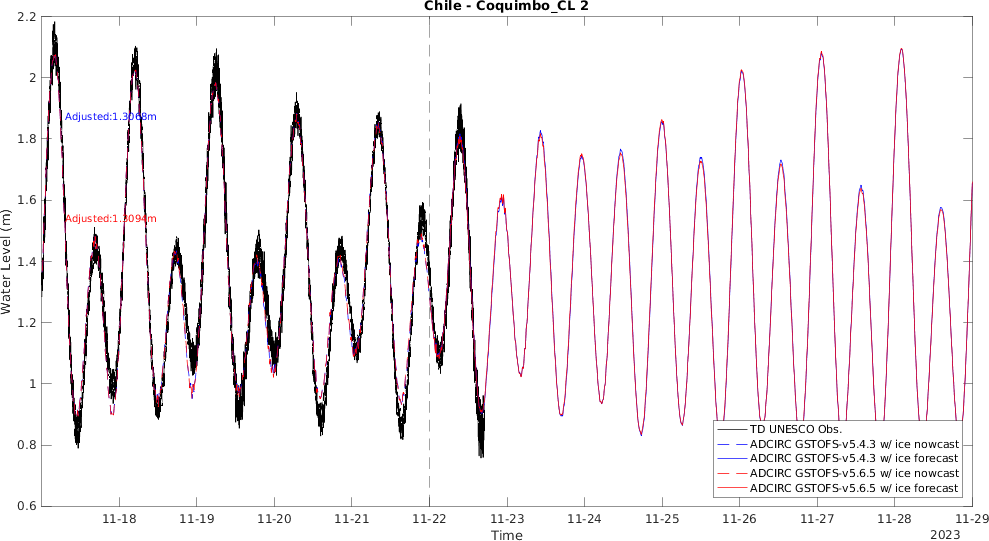 Chile - Coquimbo_CL 2
2.2
2
1.8
1.6
1.4
1.2
1
0.8
0.6
Water Level (m)
Adjusted:1.3068m
Adjusted:1.3094m
TD UNESCO Obs.
ADCIRC GSTOFS-v5.4.3 w/ ice nowcast
ADCIRC GSTOFS-v5.4.3 w/ ice forecast
ADCIRC GSTOFS-v5.6.5 w/ ice nowcast
ADCIRC GSTOFS-v5.6.5 w/ ice forecast
11-18 11-19 11-20 11-21 11-22 11-23 11-24 11-25 11-26 11-27 11-28 11-29
Time
2023